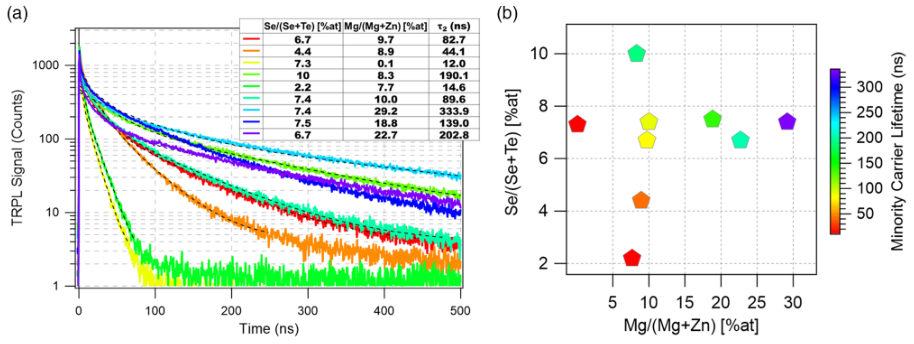 (a)
Se/(Se+Te) [%at] Mg/(Mg+Zn) [%at] τ2 (ns)
6.7 9.7 82.7
4.4 8.9 44.1
7.3 0.1 12.0
10 8.3 190.1
2.2 7.7 14.6
7.4 10.0 89.6
7.4 29.2 333.9
7.5 18.8 139.0
6.7 22.7 202.8
TRPL Signal (Counts)
1000
100
10
1
0 100 200 300 400 500
Time (ns)
(b)
Se/(Se+Te) [%at]
10
8
6
4
2
5 10 15 20 25 30
Mg/(Mg+Zn) [%at]
300
250
200
150
100
50
Minority Carrier Lifetime (ns)